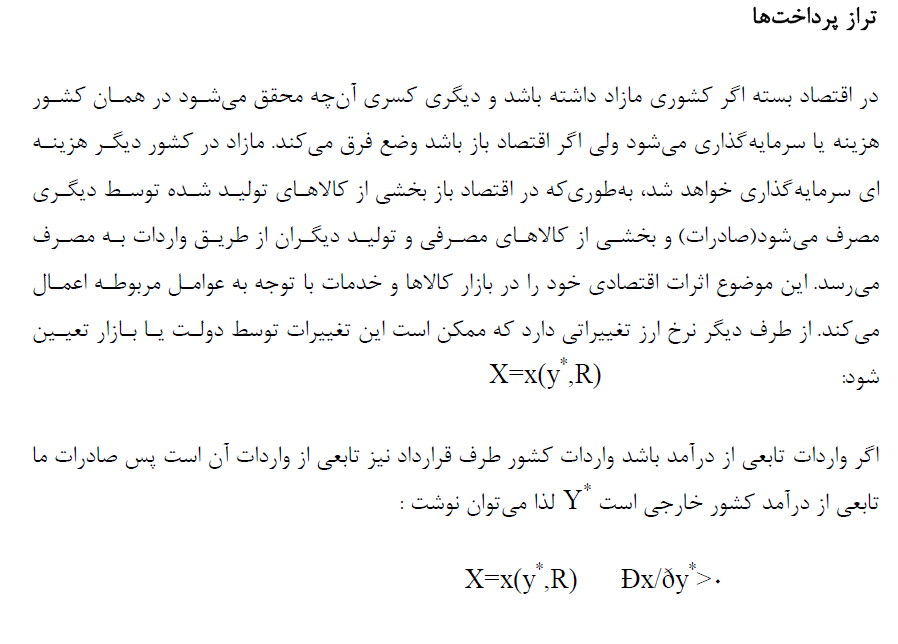 تراز پرداخت‌ها
در اقتصاد بسته اگر کشوری مازاد داشته باشد و دیگری کسری آن‌چه محقق می‌شود در همان کشور
هزینه یا سرمایه‌گذاری می‌شود ولی اگر اقتصاد باز باشد وضع فرق می‌کند. مازاد در کشور دیگر هزینه
ای سرمایه‌گذاری خواهد شد، به‌طوری‌که در اقتصاد باز بخشی از کالاهای تولید شده توسط دیگری
مصرف می‌شود(صادرات) و بخشی از کالاهای مصرفی و تولید دیگران از طریق واردات به مصرف
می‌رسد. این موضوع اثرات اقتصادی خود را در بازار کالاها و خدمات با توجه به عوامل مربوطه اعمال
می‌کند. از طرف دیگر نرخ ارز تغییراتی دارد که ممکن است این تغییرات توسط دولت یا بازار تعیین
شود: X=x(y*,R)
اگر واردات تابعی از درآمد باشد واردات کشور طرف قرارداد نیز تابعی از واردات آن است پس صادرات ما
تابعی از درآمد کشور خارجی است Y* لذا می‌توان نوشت :
X=x(y*,R) Ðx/ðy*>۰